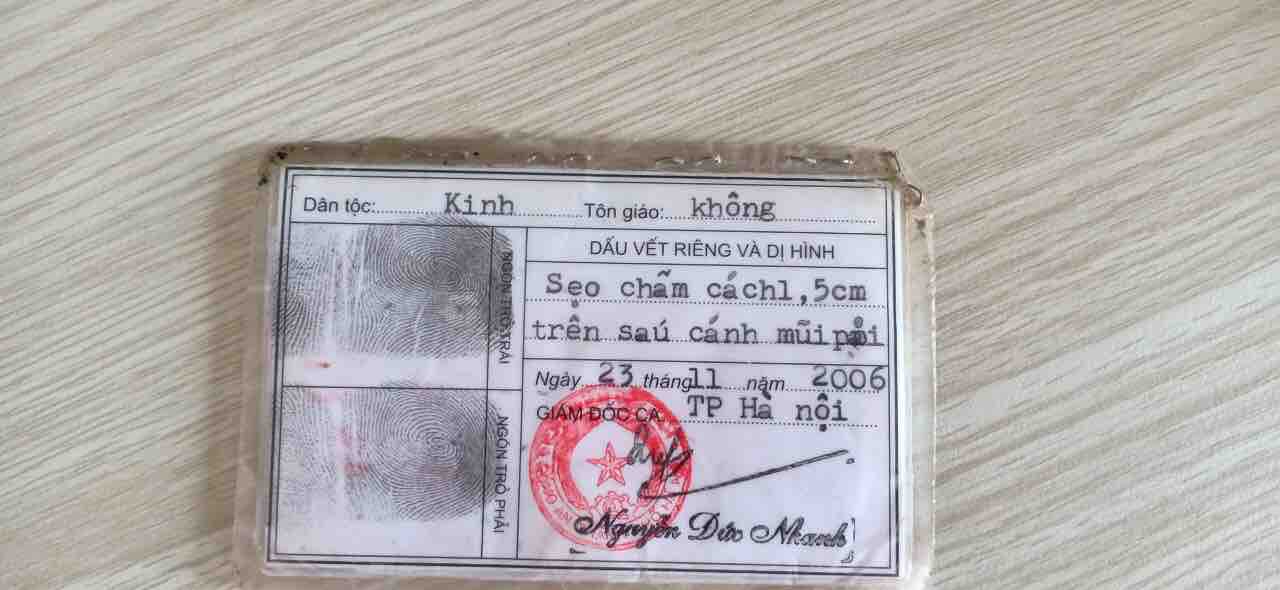 Dân tộc: Kinh Tôn giáo: không
NGÓN TRỎ TRÁI
DẤU VẾT RIÊNG VÀ DỊ HÌNH
Sẹo chấm cách1,5cm
trên saú cánh mũi
Ngày 23 tháng 11 năm 2006
GIÁM ĐỐC CA TP Hà nội
NGÓN TRỎ PHẢI
Nguyễn Đức Nhanh